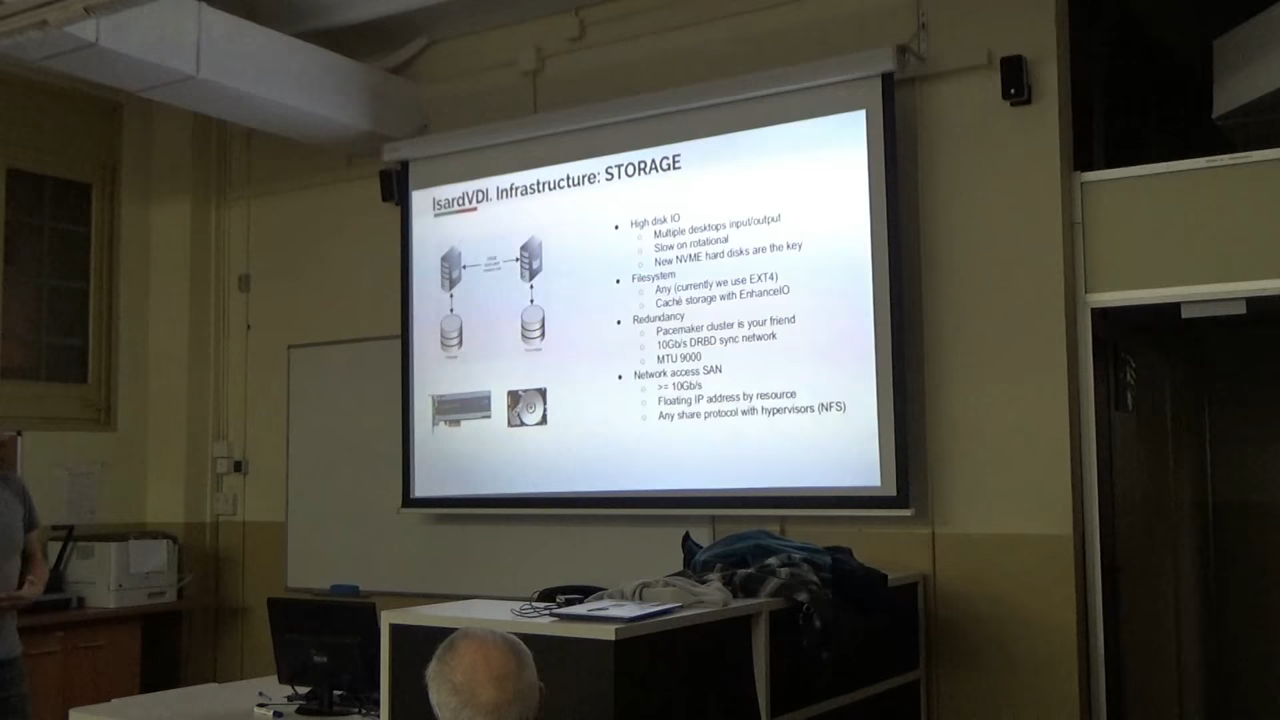 IsardVDI. Infrastructure: STORAGE
High disk IO
Multiple desktops input/output
Slow on rotational
New NVME hard disks are the key
Filesystem
Any (currently we use EXT4)
Caché storage with EnhanceIO
Redundancy
Pacemaker cluster is your friend
10Gb/s DRBD sync network
MTU 9000
Network access SAN
>= 10Gb/s
Floating IP address by resource
Any share protocol with hypervisors (NFS)